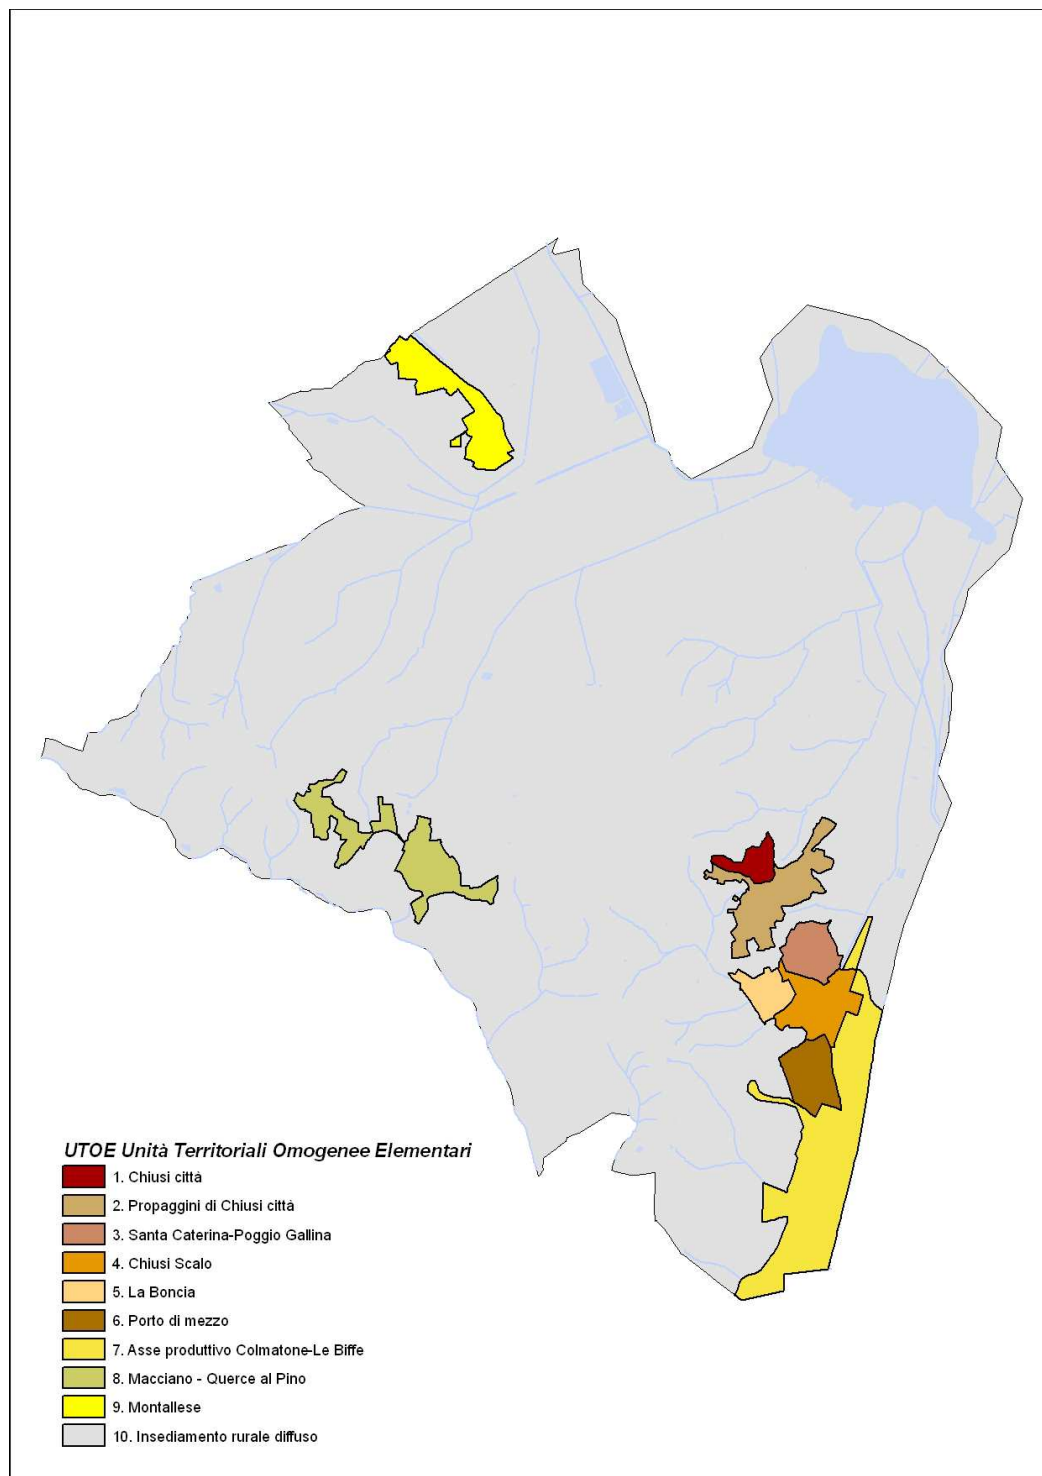 UTOE Unità Territoriali Omogenee Elementari
1. Chiusi città
2. Propaggini di Chiusi città
3. Santa Caterina-Poggio Gallina
4. Chiusi Scalo
5. La Boncia
6. Porto di mezzo
7. Asse produttivo Colmatone-Le Biffe
8. Macciano - Querce al Pino
9. Montallese
10. Insediamento rurale diffuso